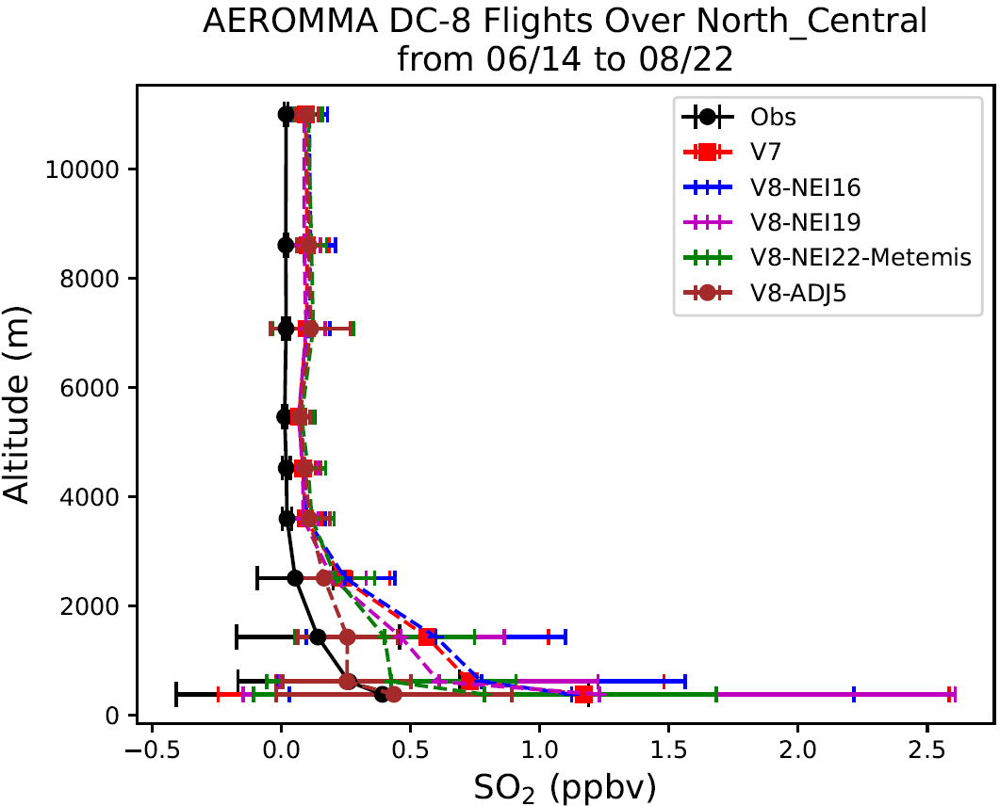 AEROMMA DC-8 Flights Over North_Central
from 06/14 to 08/22
Obs
V7
V8-NEI16
V8-NEI19
V8-NEI22-Metemis
V8-ADJ5
Altitude (m)
10000
8000
6000
4000
2000
0
−0.5 0.0 0.5 1.0 1.5 2.0 2.5
SO₂ (ppbv)